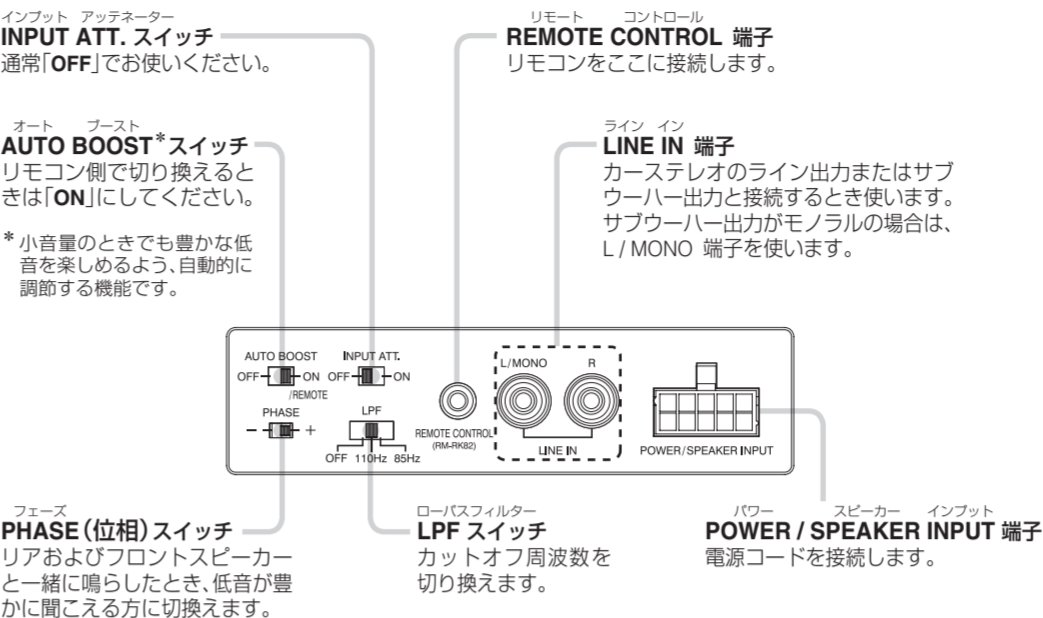 インプット アッテネーター
INPUT ATT. スイッチ
通常「OFF」でお使いください。
リモート コントロール
REMOTE CONTROL 端子
リモコンをここに接続します。
オート ブースト
AUTO BOOST*スイッチ
リモコン側で切り換えると
きは「ON」にしてください。
* 小音量のときでも豊かな低
音を楽しめるよう、自動的に
調節する機能です。
ライン イン
LINE IN 端子
カーステレオのライン出力またはサブ
ウーハー出力と接続するとき使います。
サブウーハー出力がモノラルの場合は、
L / MONO 端子を使います。
AUTO BOOST
OFF ON
/REMOTE
INPUT ATT.
OFF ON
PHASE
- +
LPF
OFF 110Hz 85Hz
REMOTE CONTROL
(RM-RK82)
L/MONO R
LINE IN
POWER/SPEAKER INPUT
フェーズ
PHASE(位相)スイッチ
リアおよびフロントスピーカー
と一緒に鳴らしたとき、低音が豊
かに聞こえる方に切換えます。
ローパスフィルター
LPF スイッチ
カットオフ周波数を
切り換えます。
パワー スピーカー インプット
POWER / SPEAKER INPUT 端子
電源コードを接続します。